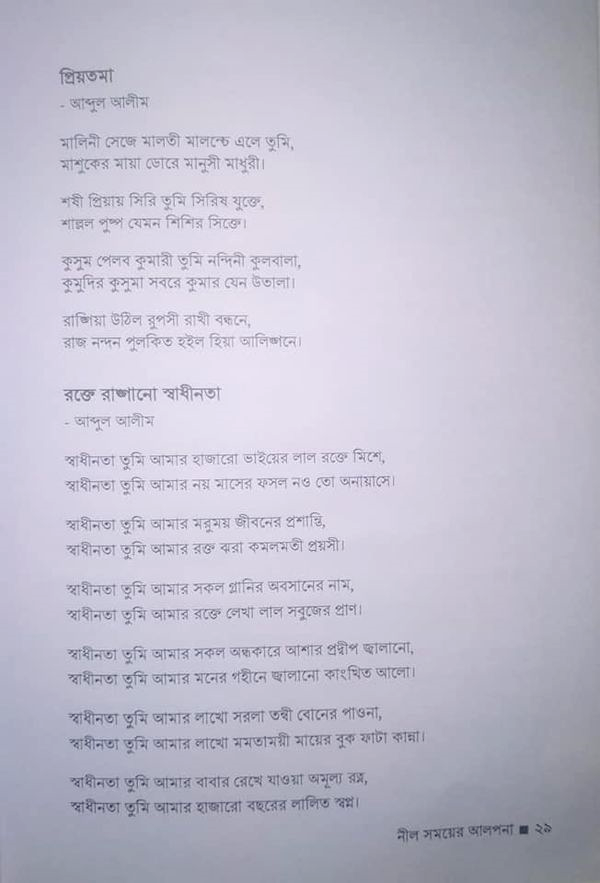 প্রিয়তমা
- আব্দুল আলীম
মালিনী সেজে মালতী মালঞ্চে এলে তুমি,
মাশুকের মায়া ডোরে মানুসী মাধুরী।
শষী প্রিয়ায় সিরি তুমি সিরিষ যুক্তে,
শাল্লল পুষ্প যেমন শিশির সিক্তে।
কুসুম পেলব কুমারী তুমি নন্দিনী কুলবালা,
কুমুদির কুসুমা সবরে কুমার যেন উতালা।
রাঙ্গিয়া উঠিল রূপসী রাখী বন্ধনে,
রাজ নন্দন পুলকিত হইল হিয়া আলিঙ্গনে।
রক্তে রাঙ্গানো স্বাধীনতা
- আব্দুল আলীম
স্বাধীনতা তুমি আমার হাজারো ভাইয়ের লাল রক্তে মিশে,
স্বাধীনতা তুমি আমার নয় মাসের ফসল নও তো অনায়াসে।
স্বাধীনতা তুমি আমার মরুময় জীবনের প্রশান্তি,
স্বাধীনতা তুমি আমার রক্ত ঝরা কমলমতী প্রয়সী।
স্বাধীনতা তুমি আমার সকল গ্লানির অবসানের নাম,
স্বাধীনতা তুমি আমার রক্তে লেখা লাল সবুজের প্রাণ।
স্বাধীনতা তুমি আমার সকল অন্ধকারে আশার প্রদ্বীপ জ্বালানো,
স্বাধীনতা তুমি আমার মনের গহীনে জ্বালানো কাংখিত আলো।
স্বাধীনতা তুমি আমার লাখো সরলা তন্বী বোনের পাওনা,
স্বাধীনতা তুমি আমার লাখো মমতাময়ী মায়ের বুক ফাটা কান্না।
স্বাধীনতা তুমি আমার বাবার রেখে যাওয়া অমূল্য রত্ন,
স্বাধীনতা তুমি আমার হাজারো বছরের লালিত স্বপ্ন।
নীল সময়ের আলপনা ■ ২৯